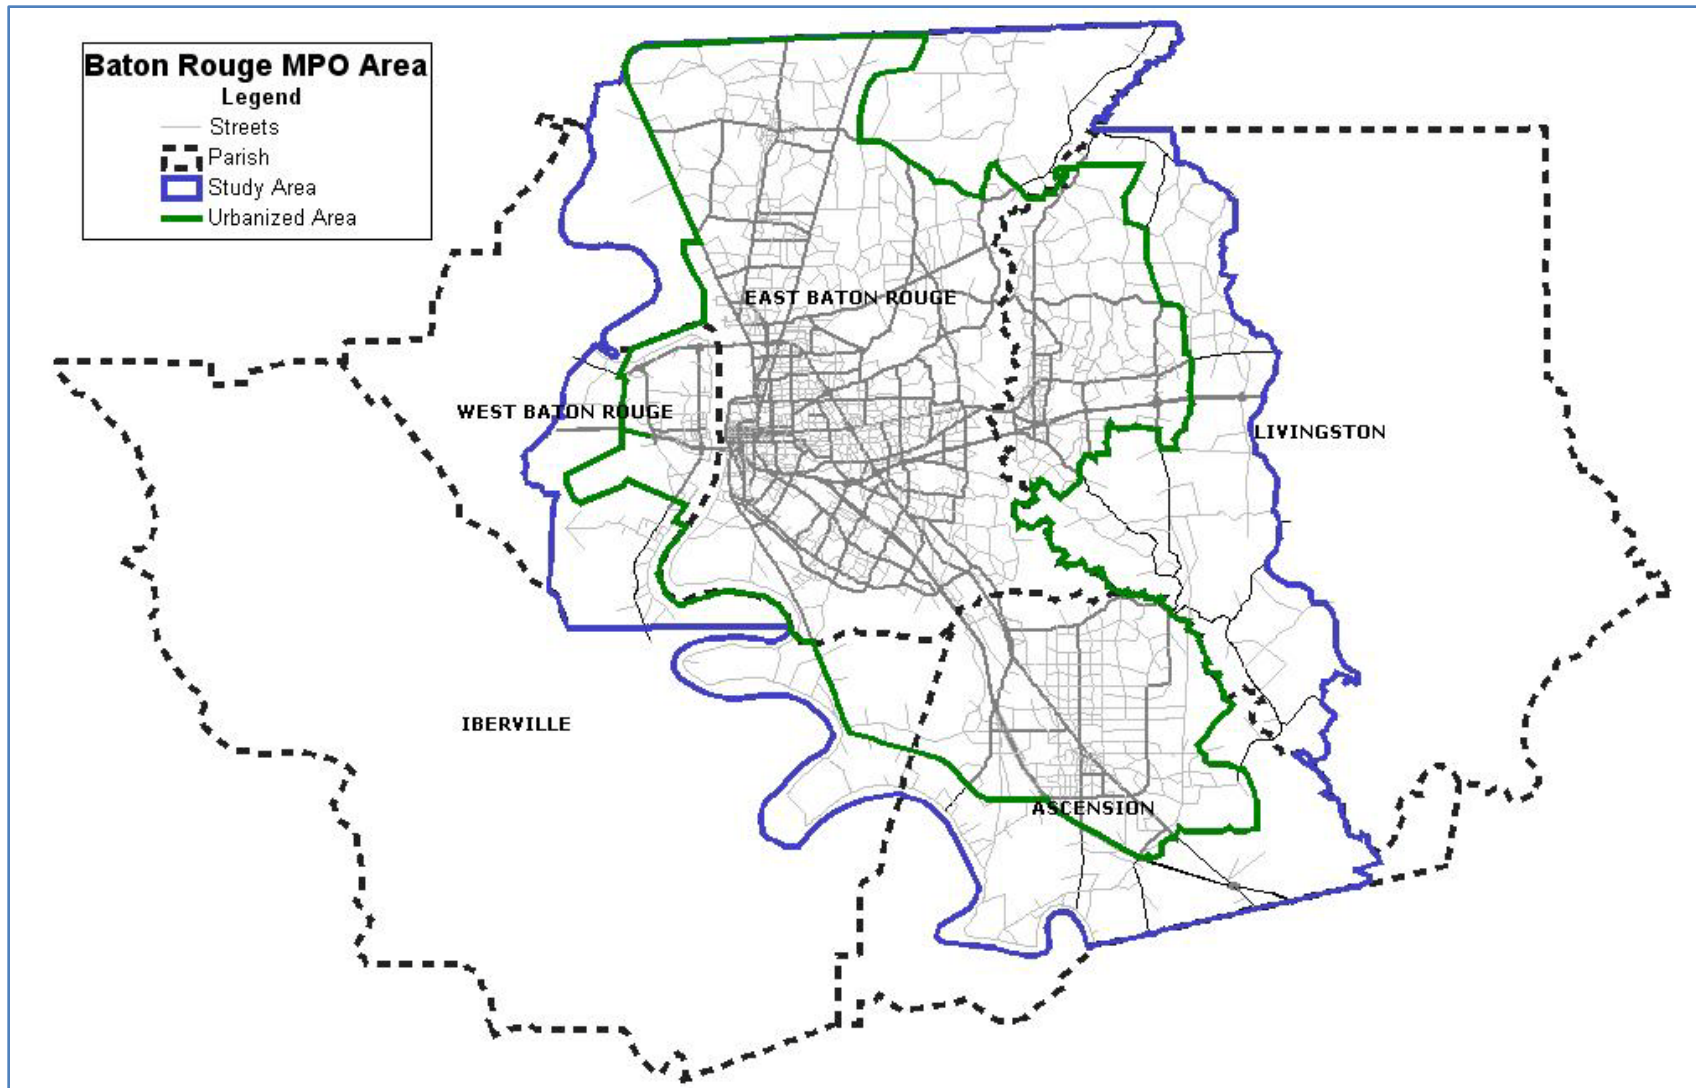 Baton Rouge MPO Area
Legend
Streets
Parish
Study Area
Urbanized Area
EAST BATON ROUGE
WEST BATON ROUGE
LIVINGSTON
IBERVILLE
ASCENSION